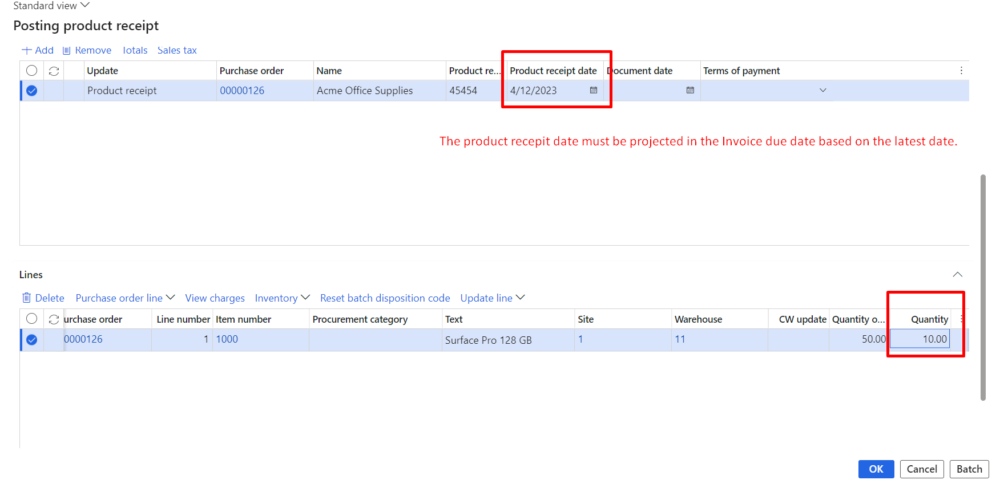 Standard view
Posting product receipt
Add Remove Totals Sales tax
Update Purchase order Name Product re... Product receipt date Document date Terms of payment
Product receipt 00000126 Acme Office Supplies 45454 4/12/2023
The product recepit date must be projected in the Invoice due date based on the latest date.
Lines
Delete Purchase order line View charges Inventory Reset batch disposition code Update line
urchase order Line number Item number Procurement category Text Site Warehouse CW update Quantity o... Quantity
0000126 1 1000 Surface Pro 128 GB 1 11 50.00 10.00
OK Cancel Batch